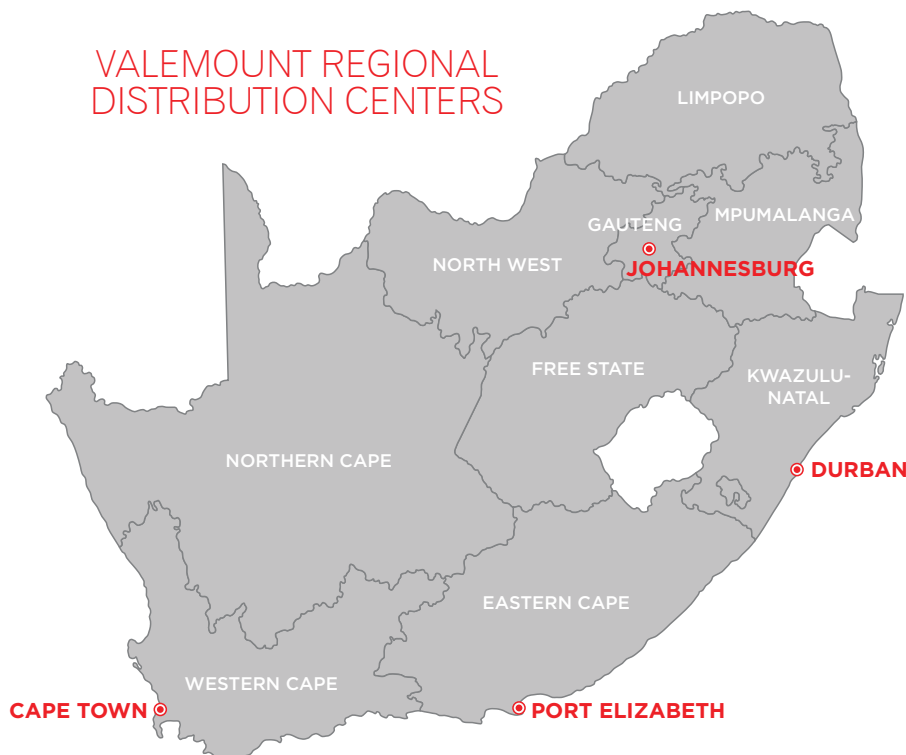 VALEMOUNT REGIONAL
DISTRIBUTION CENTERS
LIMPOPO
GAUTENG
MPUMALANGA
NORTH WEST
JOHANNESBURG
FREE STATE
KWAZULU-
NATAL
NORTHERN CAPE
DURBAN
EASTERN CAPE
WESTERN CAPE
CAPE TOWN
PORT ELIZABETH